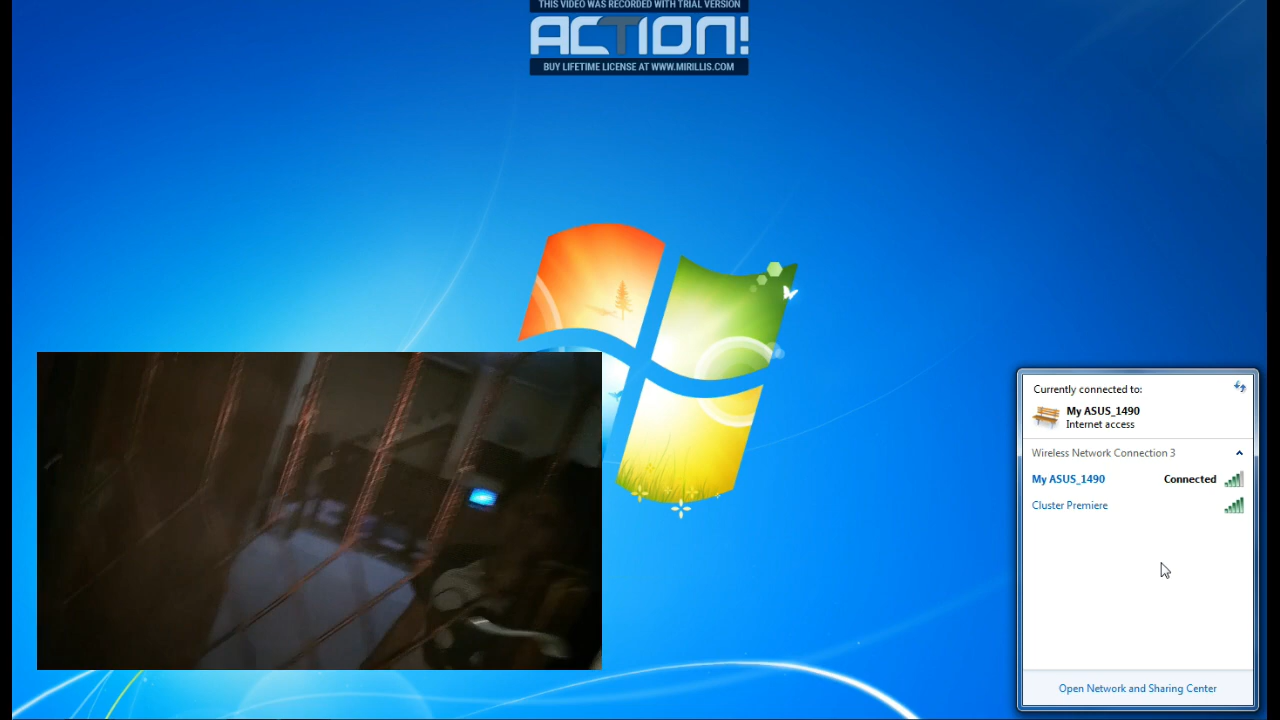 THIS VIDEO WAS RECORDED WITH TRIAL VERSION
ACTION!
BUY LIFETIME LICENSE AT WWW.MIRILLIS.COM
Currently connected to:
My ASUS_1490
Internet access
Wireless Network Connection 3
My ASUS_1490 Connected
Cluster Premiere
Open Network and Sharing Center